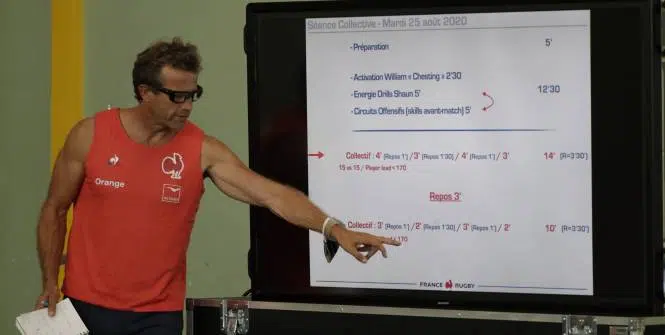 Séance Collective - Mardi 25 août 2020
-Préparation 5'
-Activation William « Chesting » 2'30
-Energie Drills Shaun 5' 12'30
-Circuits Offensifs (skills avant-match) 5'
Collectif : 4' (Repos 1') / 3' (Repos 1'30) / 4' (Repos 1') / 3' 14' (R=3'30')
15 vs 15 / Player load < 170
Repos 3'
Collectif : 3' (Repos 1') / 2' (Repos 1'30) / 3' (Repos 1') / 2' 10' (R=3'30')
< 170
FRANCE RUGBY
Orange